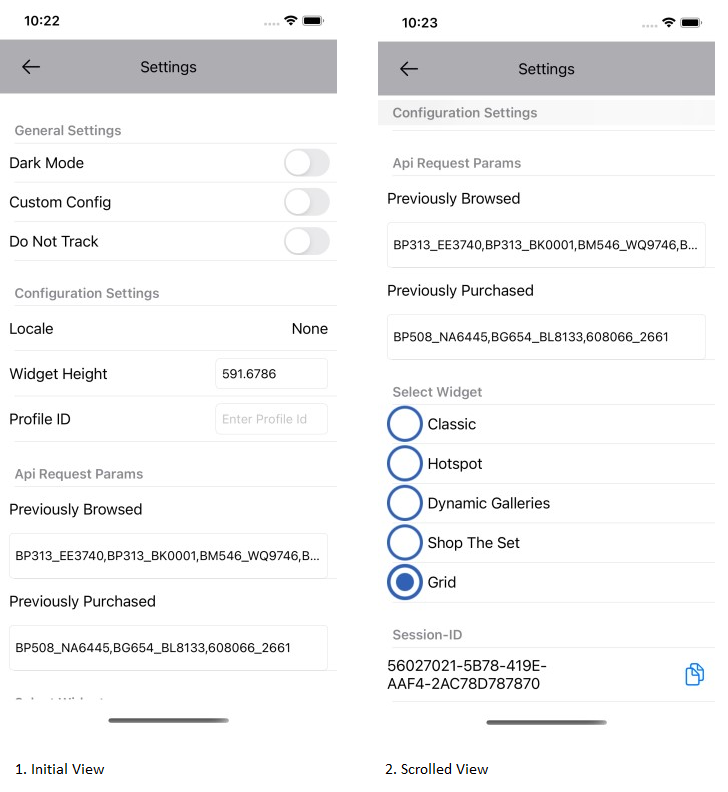 10:22
Settings
General Settings
Dark Mode
Custom Config
Do Not Track
Configuration Settings
Locale None
Widget Height 591.6786
Profile ID Enter Profile Id
Api Request Params
Previously Browsed
BP313_EE3740,BP313_BK0001,BM546_WQ9746,B...
Previously Purchased
BP508_NA6445,BG654_BL8133,608066_2661
1. Initial View
10:23
Settings
Configuration Settings
Api Request Params
Previously Browsed
BP313_EE3740,BP313_BK0001,BM546_WQ9746,B...
Previously Purchased
BP508_NA6445,BG654_BL8133,608066_2661
Select Widget
Classic
Hotspot
Dynamic Galleries
Shop The Set
Grid
Session-ID
56027021-5B78-419E-
AAF4-2AC78D787870
2. Scrolled View